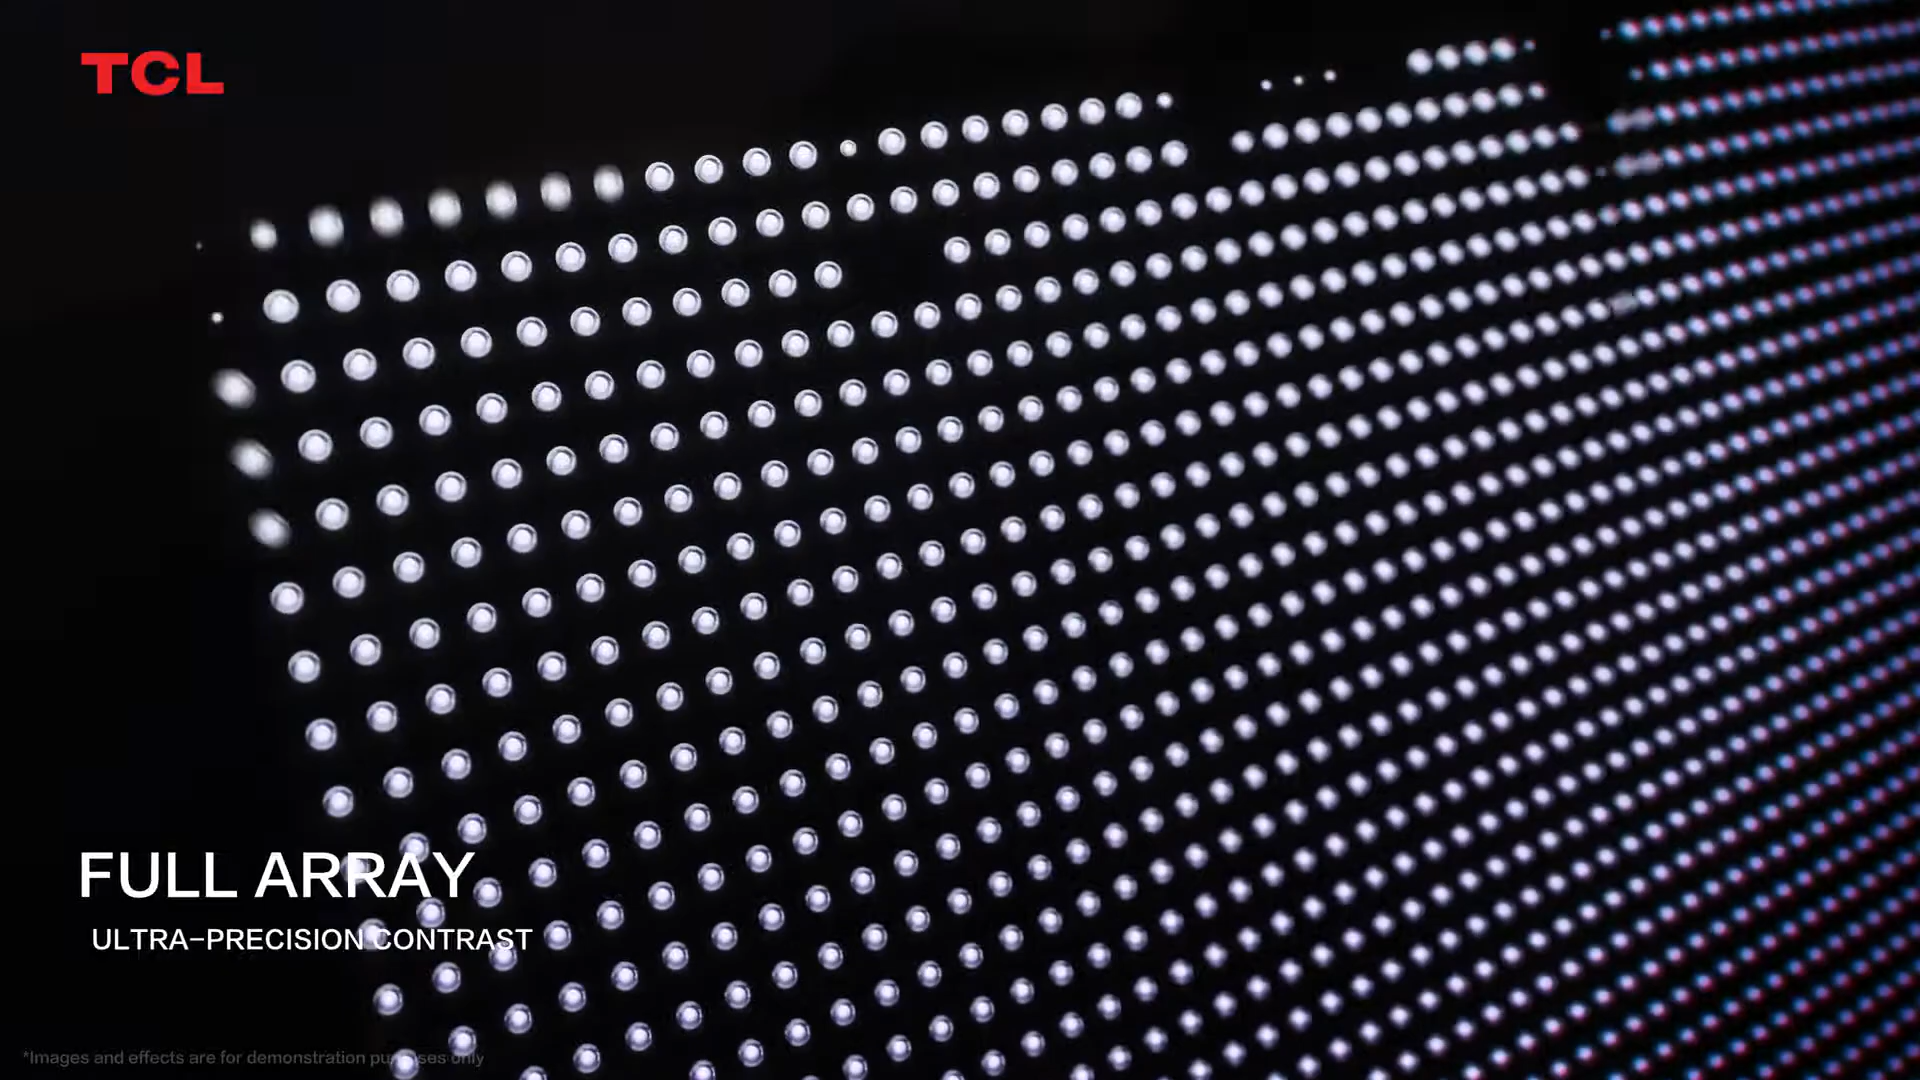 TCL
FULL ARRAY
ULTRA-PRECISION CONTRAST
*Images and effects are for demonstration purposes only